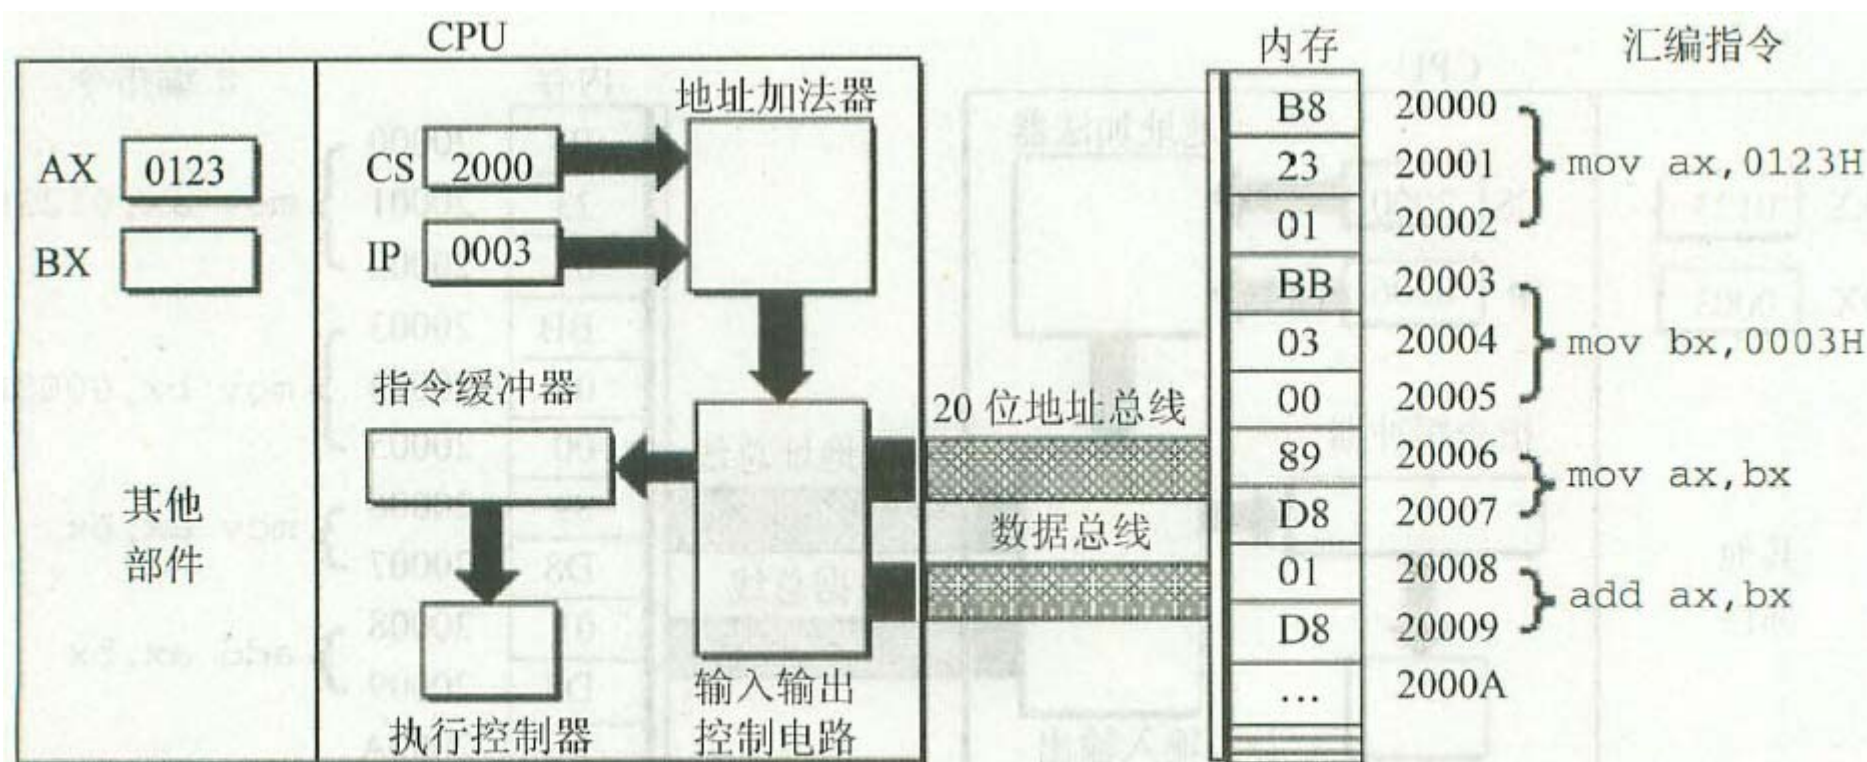 CPU
AX 0123
BX
其他
部件
CS 2000
IP 0003
地址加法器
指令缓冲器
执行控制器
输入输出
控制电路
20 位地址总线
数据总线
内存
汇编指令
B8 20000
23 20001
01 20002
mov ax,0123H
BB 20003
03 20004
00 20005
mov bx,0003H
89 20006
D8 20007
mov ax,bx
01 20008
D8 20009
add ax,bx
… 2000A